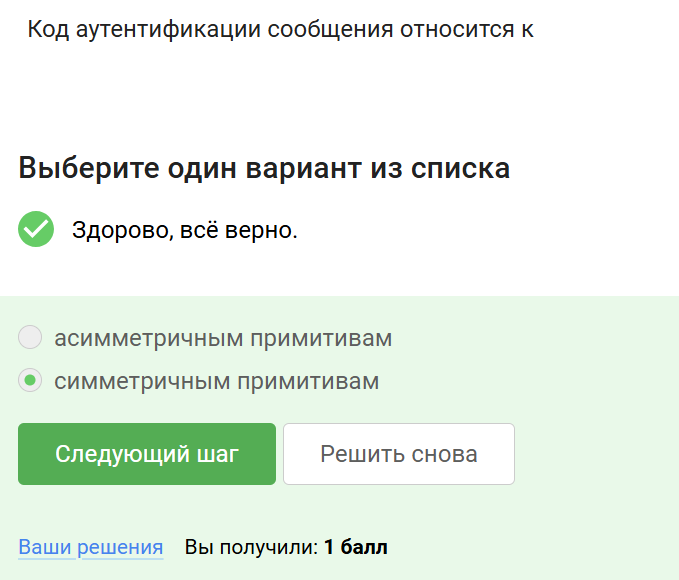 Код аутентификации сообщения относится к
Выберите один вариант из списка
Здорово, всё верно.
асимметричным примитивам
симметричным примитивам
Следующий шаг
Решить снова
Ваши решения Вы получили: 1 балл